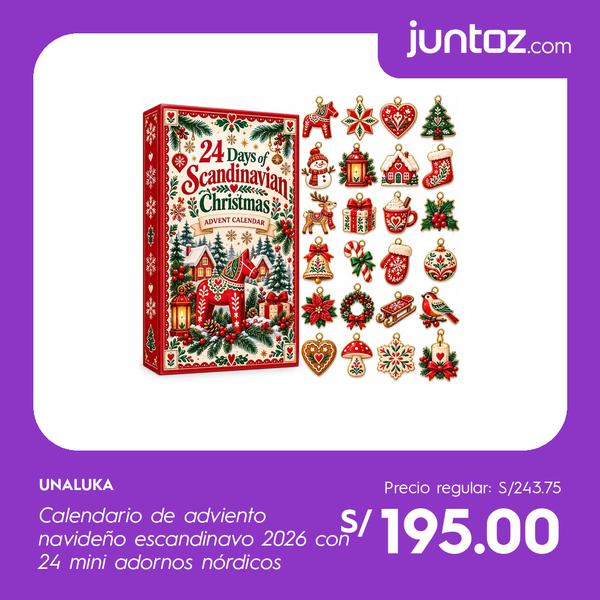 juntoz.com
24 Days of
Scandinavian
Christmas
ADVENT CALENDAR
UNALUKA
Calendario de adviento
navideño escandinavo 2026 con
24 mini adornos nórdicos
Precio regular: S/243.75
S/195.00